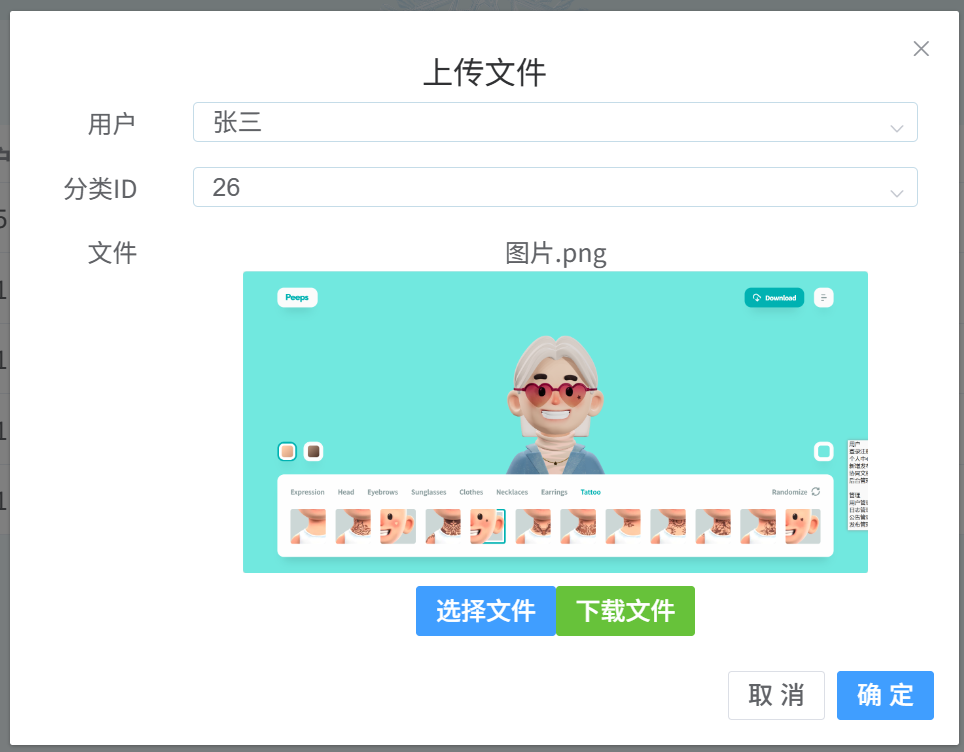 上传文件
用户
张三
分类ID
26
文件
图片.png
Peeps
Download
Expression Head Eyebrows Sunglasses Clothes Necklaces Earrings Tattoo Randomize
选择文件 下载文件
取消 确定